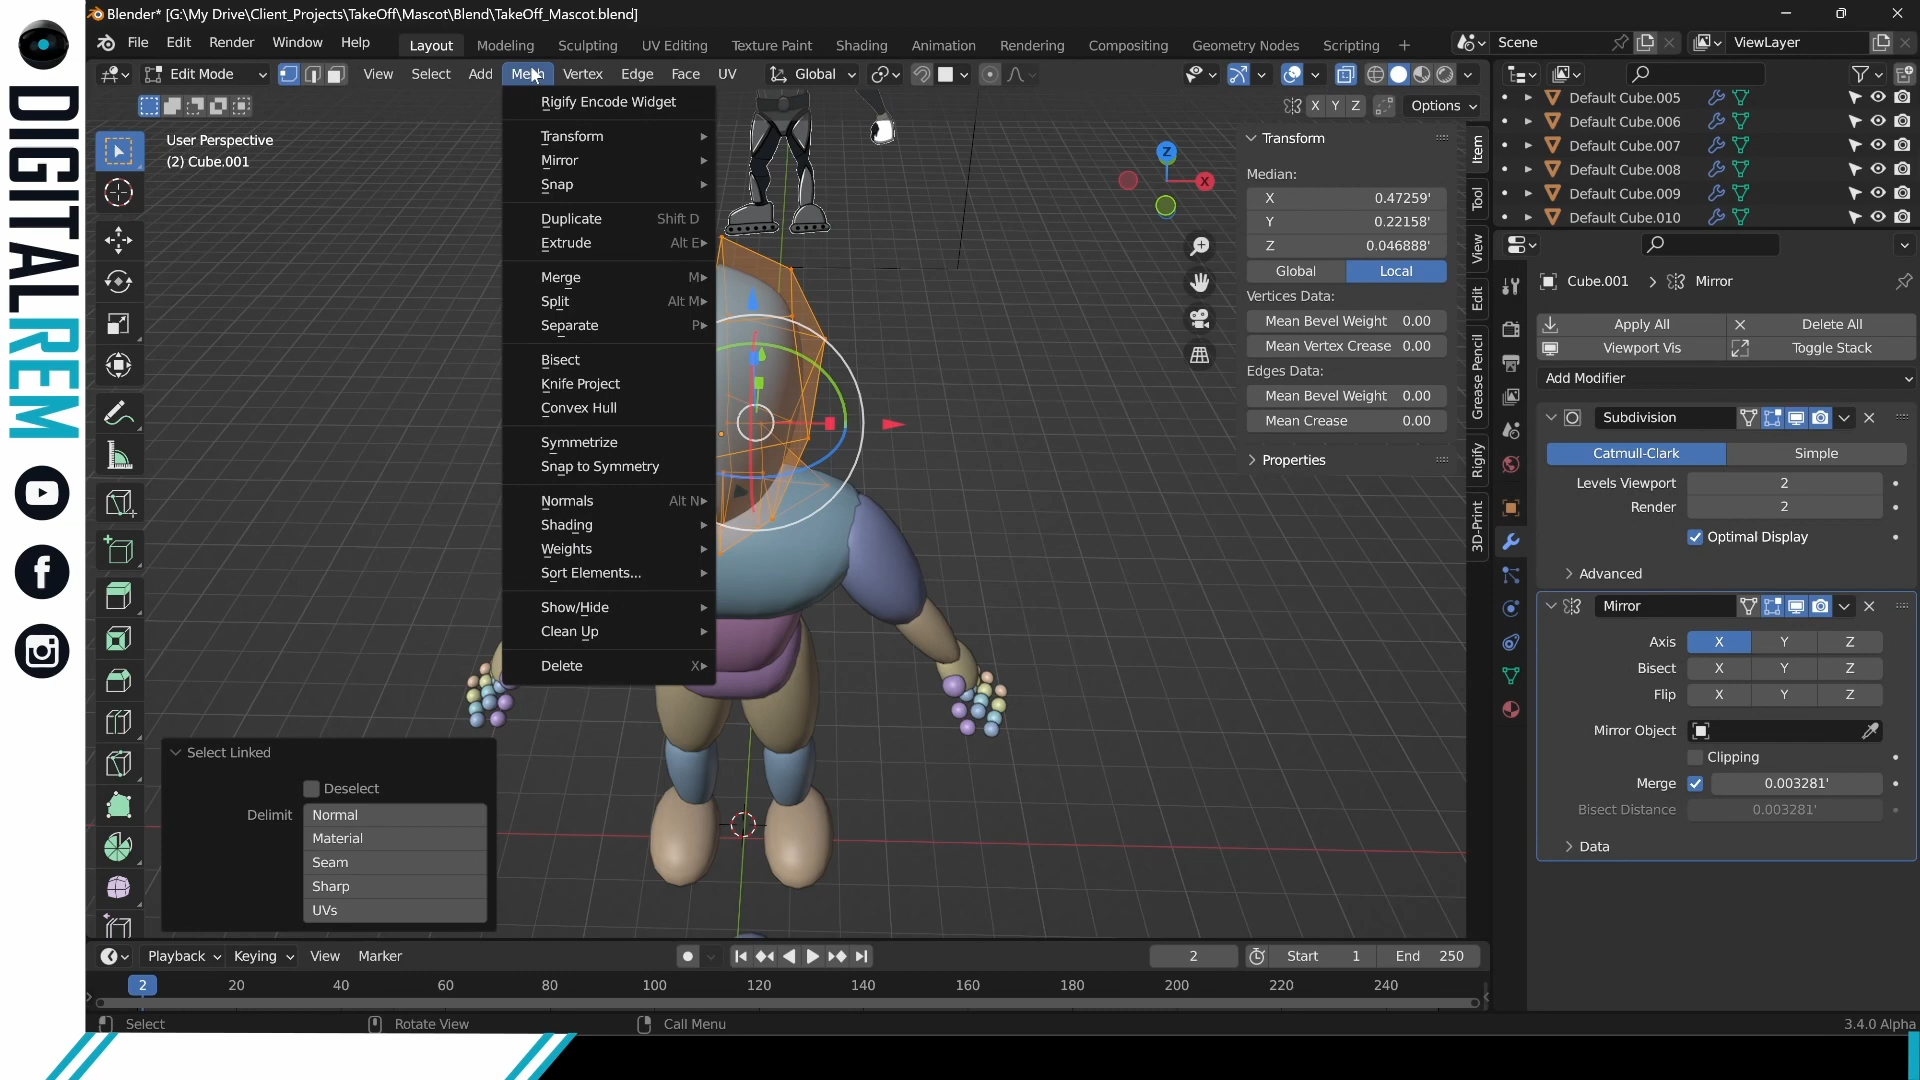 Blender* [G:\My Drive\Client_Projects\TakeOff\Mascot\Blend\TakeOff_Mascot.blend]
File Edit Render Window Help Layout Modeling Sculpting UV Editing Texture Paint Shading Animation Rendering Compositing Geometry Nodes Scripting + Scene ViewLayer
Edit Mode View Select Add Mesh Vertex Edge Face UV Global
X Y Z Options
User Perspective
(2) Cube.001
Rigify Encode Widget
Transform
Mirror
Snap
Duplicate Shift D
Extrude Alt E
Merge M
Split Alt M
Separate P
Bisect
Knife Project
Convex Hull
Symmetrize
Snap to Symmetry
Normals Alt N
Shading
Weights
Sort Elements...
Show/Hide
Clean Up
Delete X
Select Linked
Deselect
Delimit Normal
Material
Seam
Sharp
UVs
Z
X
Transform
Median:
X 0.47259'
Y 0.22158'
Z 0.046888'
Global Local
Vertices Data:
Mean Bevel Weight 0.00
Mean Vertex Crease 0.00
Edges Data:
Mean Bevel Weight 0.00
Mean Crease 0.00
Properties
Item
Tool
View
Edit
Grease Pencil
Rigify
3D-Print
Default Cube.005
Default Cube.006
Default Cube.007
Default Cube.008
Default Cube.009
Default Cube.010
Cube.001 Mirror
Apply All Delete All
Viewport Vis Toggle Stack
Add Modifier
Subdivision
Catmull-Clark Simple
Levels Viewport 2
Render 2
Optimal Display
Advanced
Mirror
Axis X Y Z
Bisect X Y Z
Flip X Y Z
Mirror Object
Clipping
Merge 0.003281'
Bisect Distance 0.003281'
Data
Playback Keying View Marker 2 Start 1 End 250
2 20 40 60 80 100 120 140 160 180 200 220 240
Select Rotate View Call Menu 3.4.0 Alpha
DIGITALREM